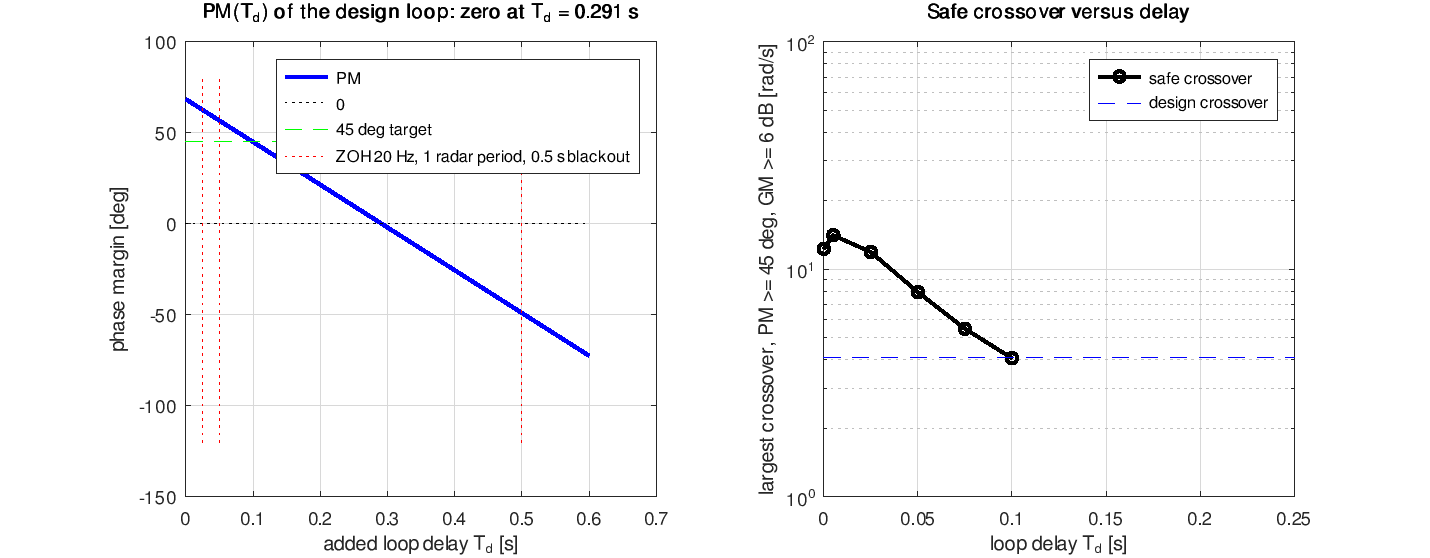 PM(T_d) of the design loop: zero at T_d = 0.291 s
100
50
0
-50
-100
-150
0
0.1
0.2
0.3
0.4
0.5
0.6
0.7
phase margin [deg]
added loop delay T_d [s]
PM
0
45 deg target
ZOH 20 Hz, 1 radar period, 0.5 s blackout
Safe crossover versus delay
10^2
10^1
10^0
0
0.05
0.1
0.15
0.2
0.25
largest crossover, PM >= 45 deg, GM >= 6 dB [rad/s]
loop delay T_d [s]
safe crossover
design crossover